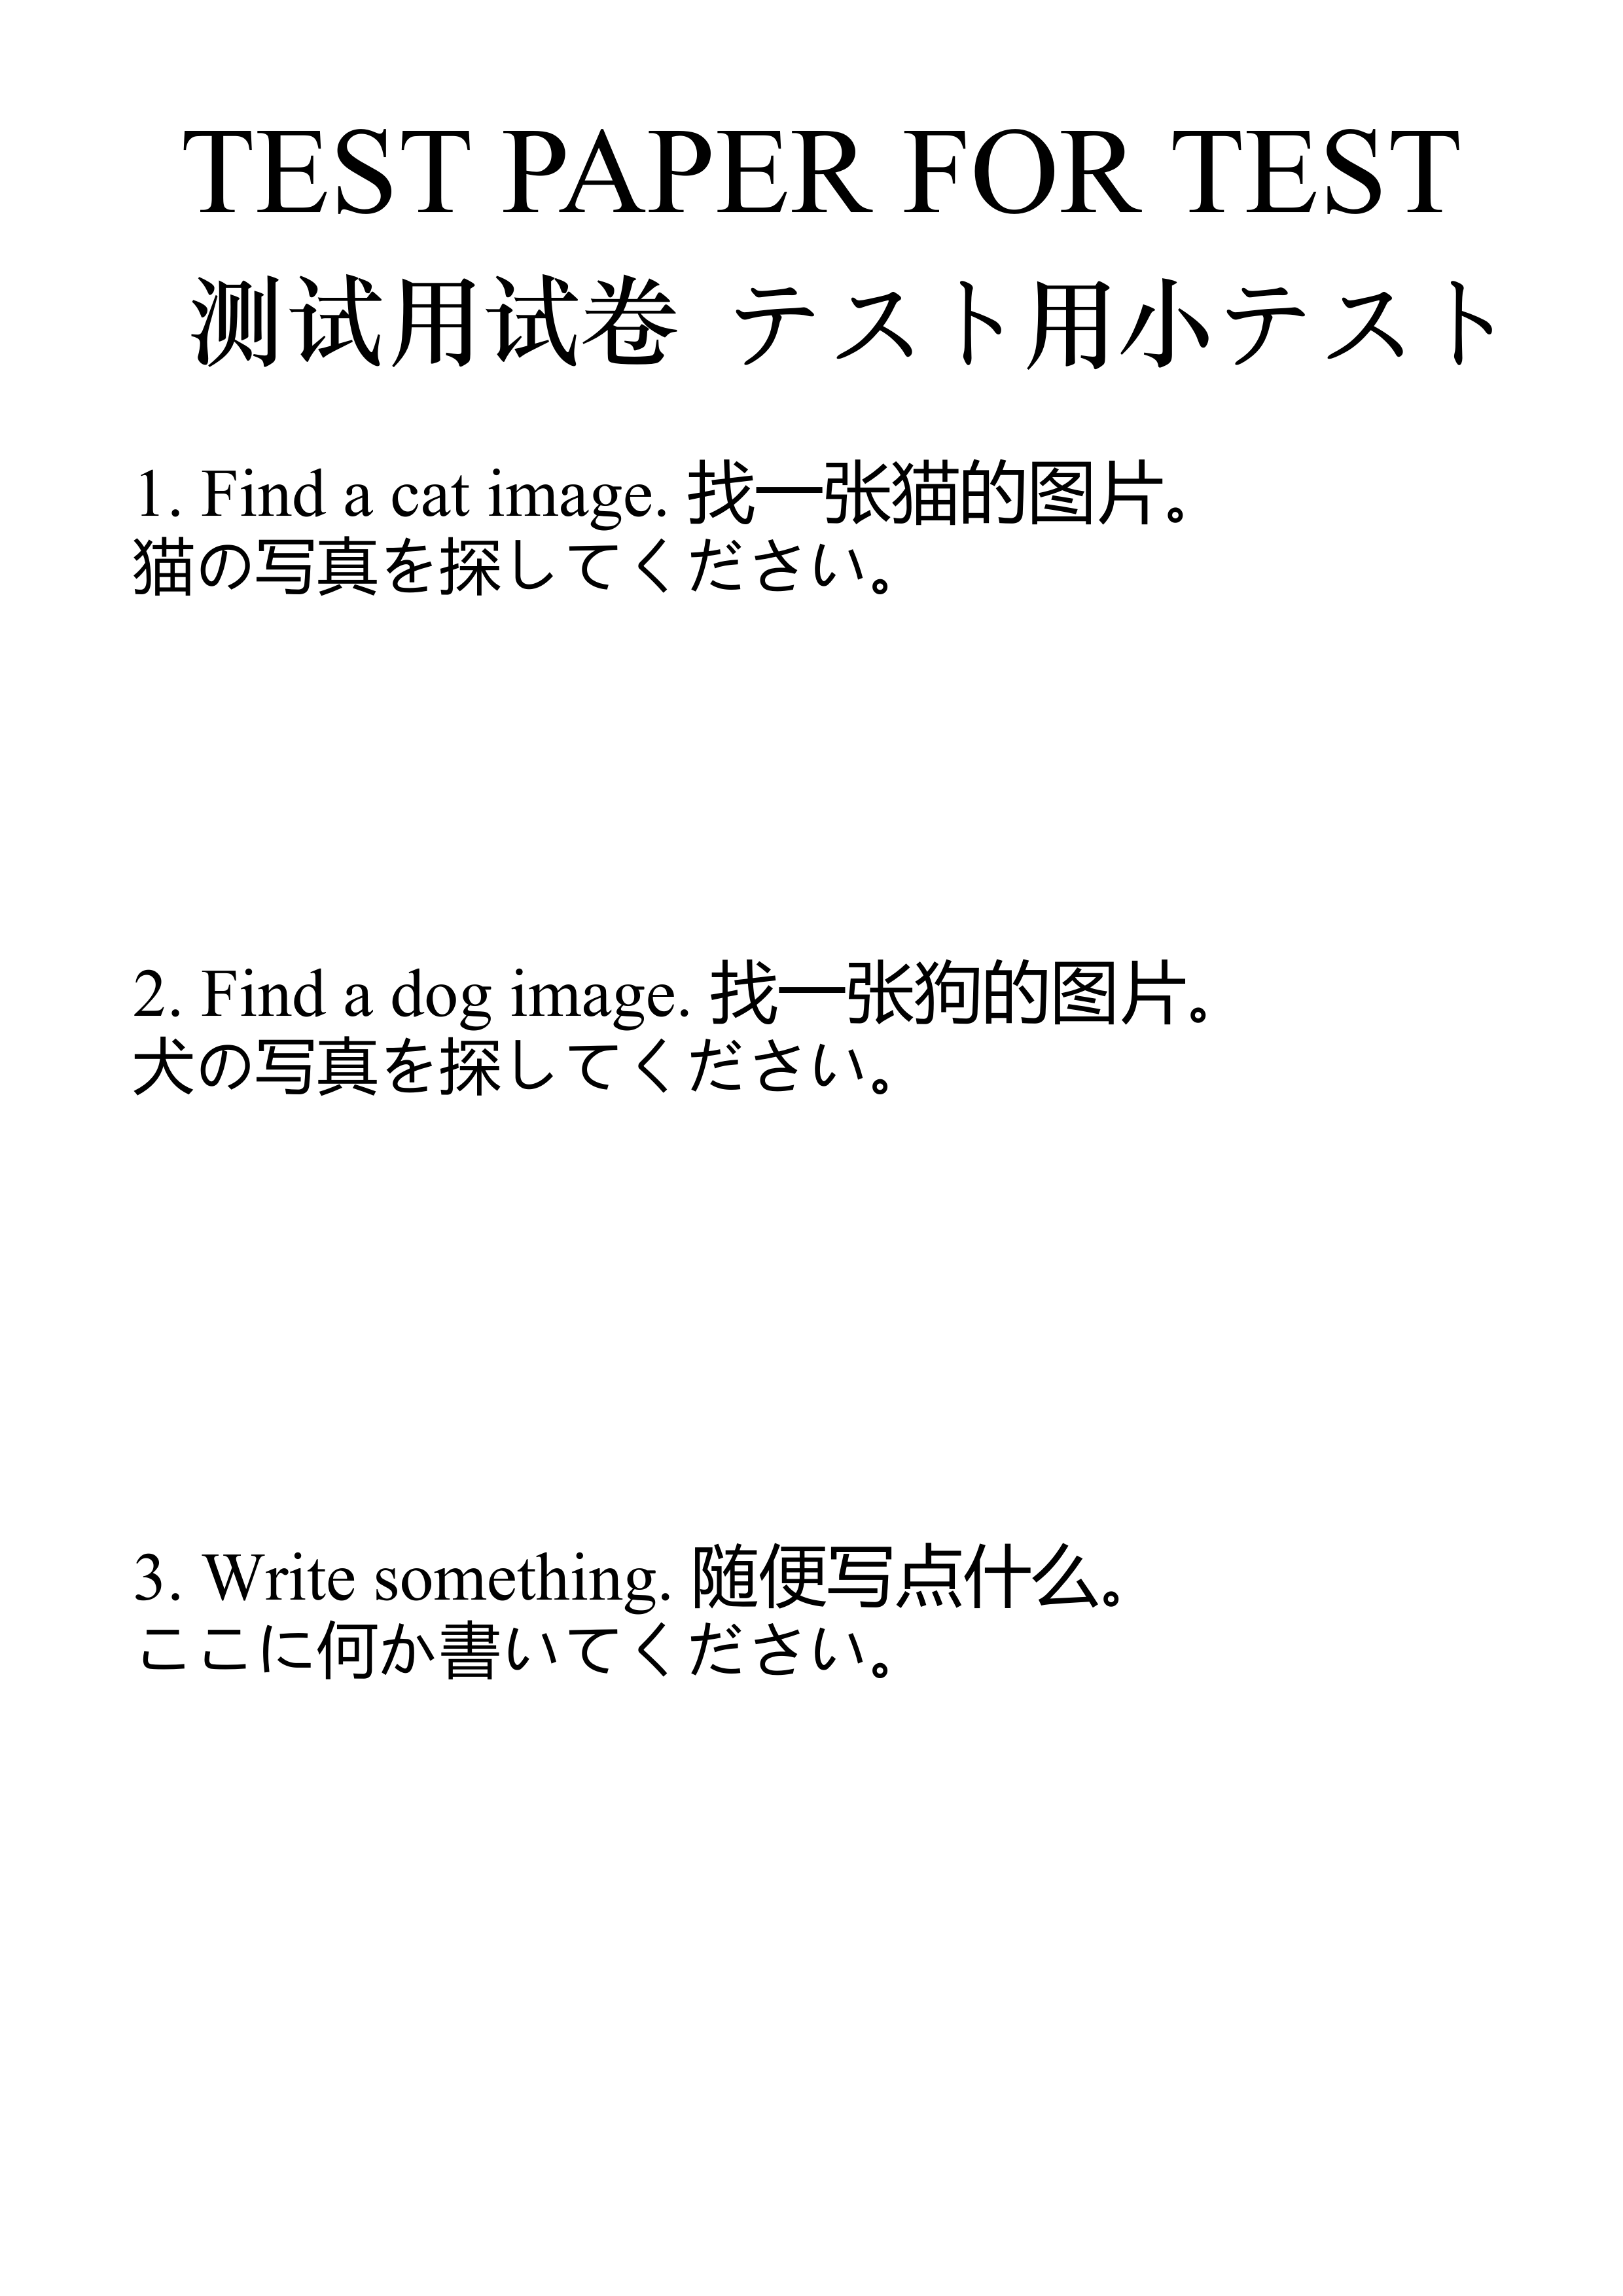 TEST PAPER FOR TEST
测试用试卷 テスト用小テスト
1. Find a cat image. 找一张猫的图片。
猫の写真を探してください。
2. Find a dog image. 找一张狗的图片。
犬の写真を探してください。
3. Write something. 随便写点什么。
ここに何か書いてください。